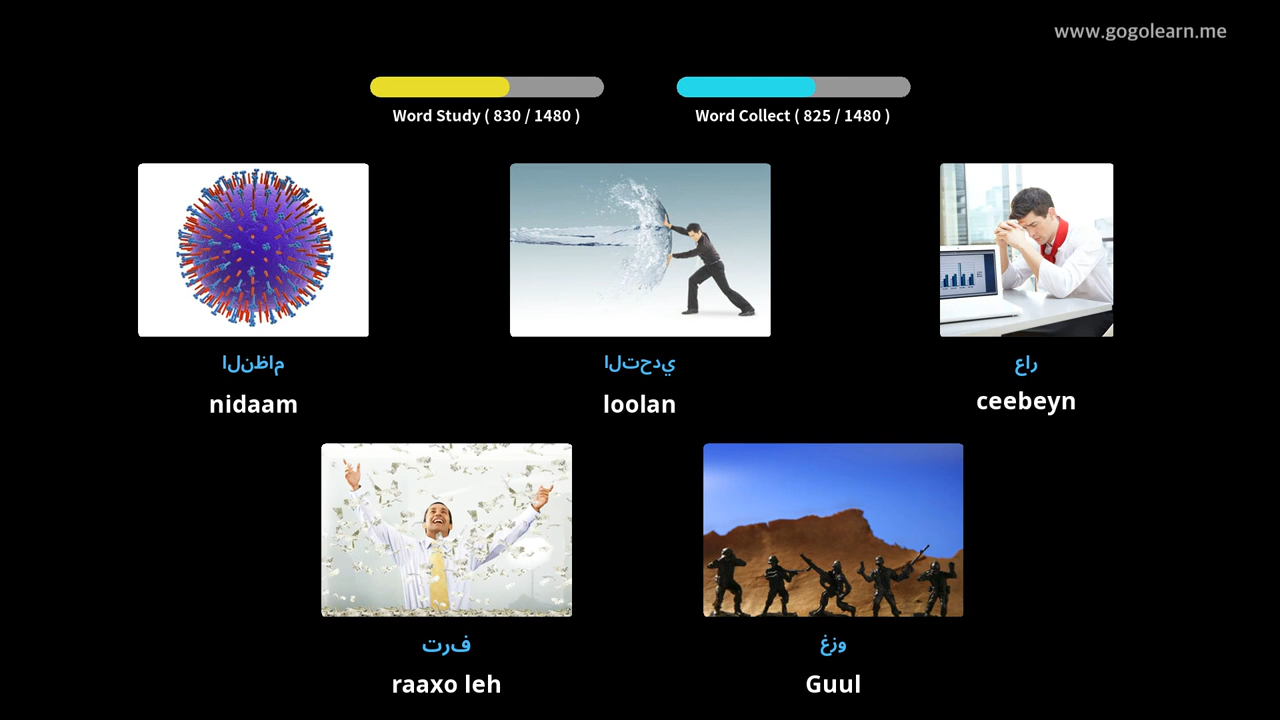 www.gogolearn.me
Word Study ( 830 / 1480 )
Word Collect ( 825 / 1480 )
النظام
التحدي
عار
nidaam
loolan
ceebeyn
ترف
غزو
raaxo leh
Guul